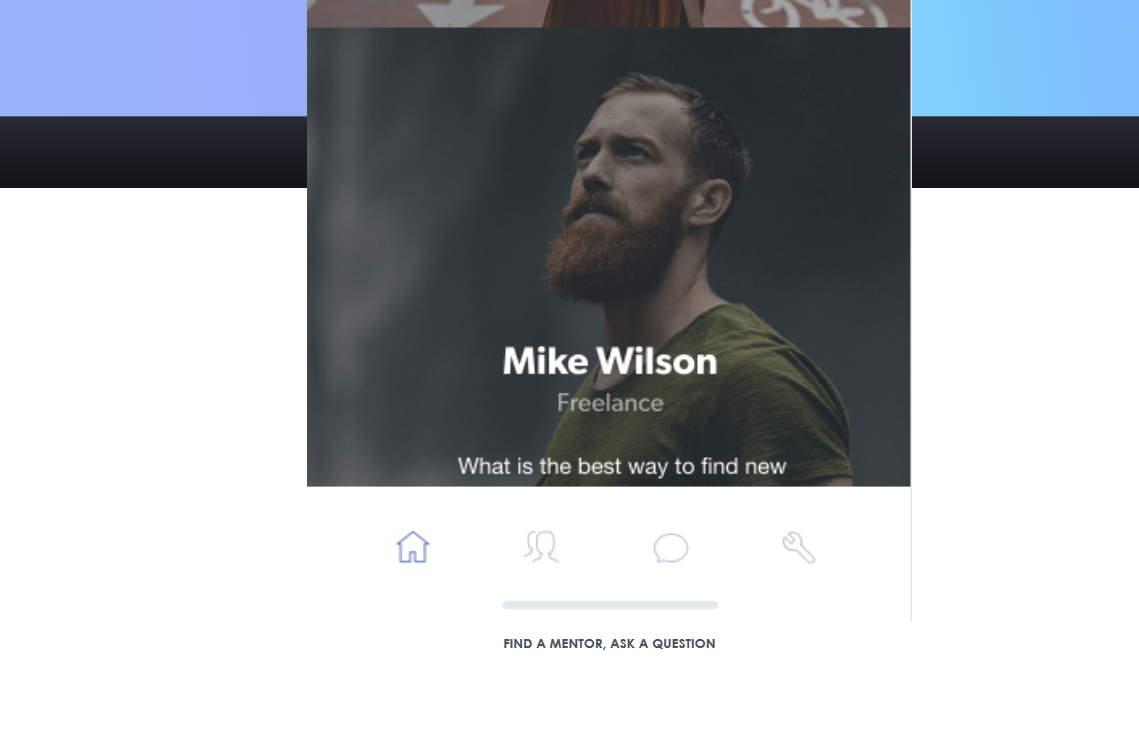 Mike Wilson
Freelance
What is the best way to find new
FIND A MENTOR, ASK A QUESTION